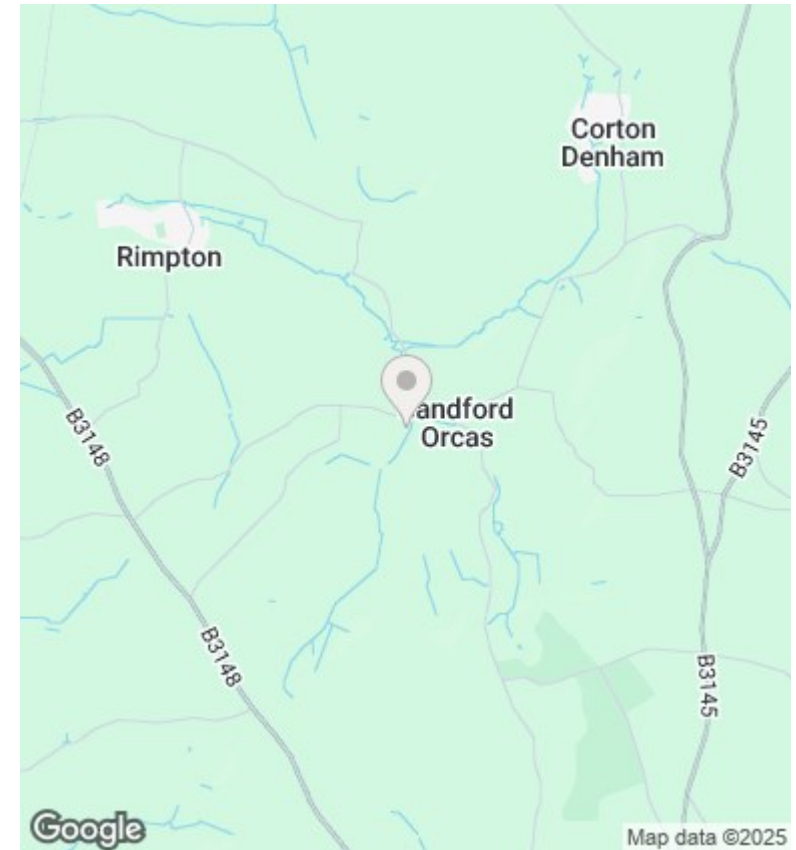 Corton
Denham
Rimpton
andford
Orcas
B3148
B3145
B3148
B3145
Google
Map data ©2025